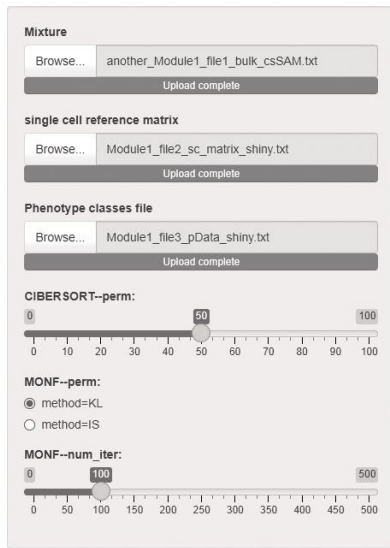 Mixture
Browse... another_Module1_file1_bulk_csSAM.txt
Upload complete
single cell reference matrix
Browse... Module1_file2_sc_matrix_shiny.txt
Upload complete
Phenotype classes file
Browse... Module1_file3_pData_shiny.txt
Upload complete
CIBERSORT--perm:
0 50 100
0 10 20 30 40 50 60 70 80 90 100
MONF--perm:
method=KL
method=IS
MONF--num_iter:
0 100 500
0 50 100 150 200 250 300 350 400 450 500